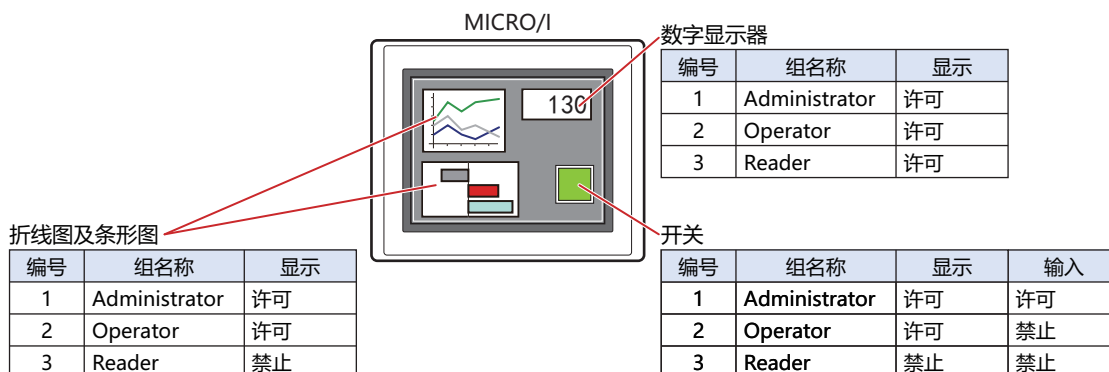 MICRO/I
数字显示器
编号 组名称 显示
1 Administrator 许可
2 Operator 许可
3 Reader 许可
130
折线图及条形图
编号 组名称 显示
1 Administrator 许可
2 Operator 许可
3 Reader 禁止
开关
编号 组名称 显示 输入
1 Administrator 许可 许可
2 Operator 许可 禁止
3 Reader 禁止 禁止